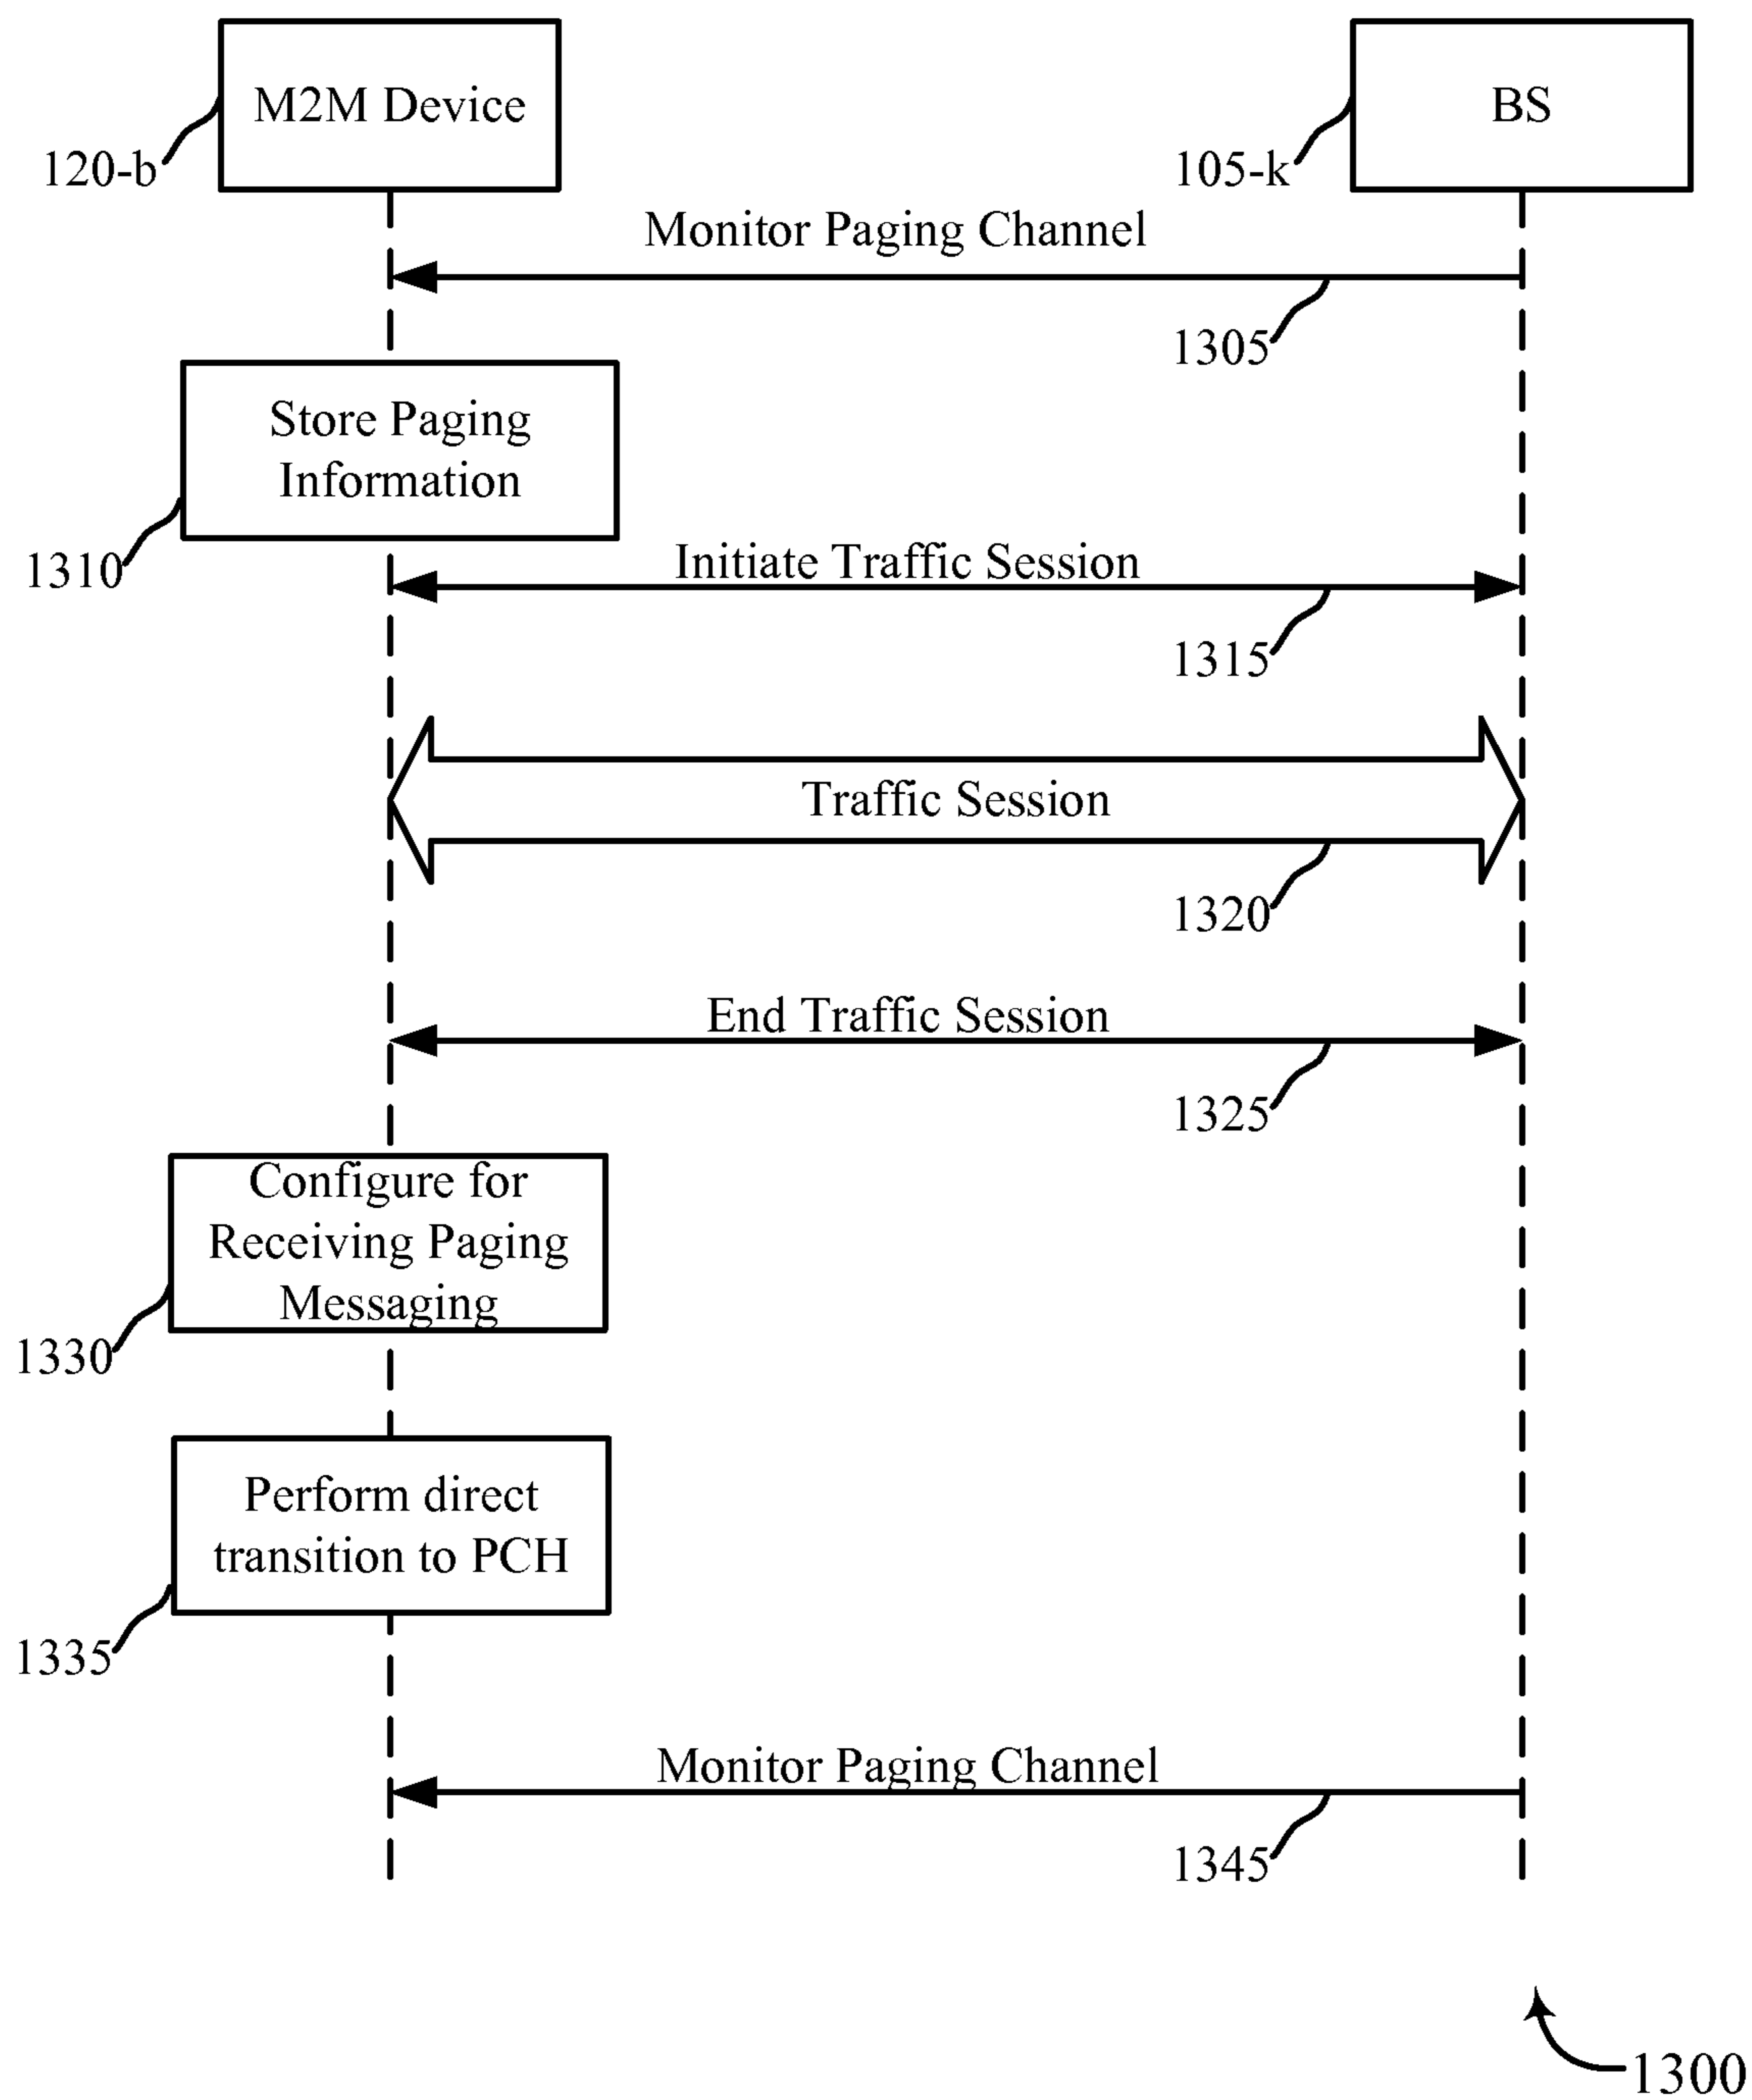 M2M Device
BS
120-b
105-k
Monitor Paging Channel
1305
Store Paging
Information
1310
Initiate Traffic Session
1315
Traffic Session
1320
End Traffic Session
1325
Configure for
Receiving Paging
Messaging
1330
Perform direct
transition to PCH
1335
Monitor Paging Channel
1345
1300